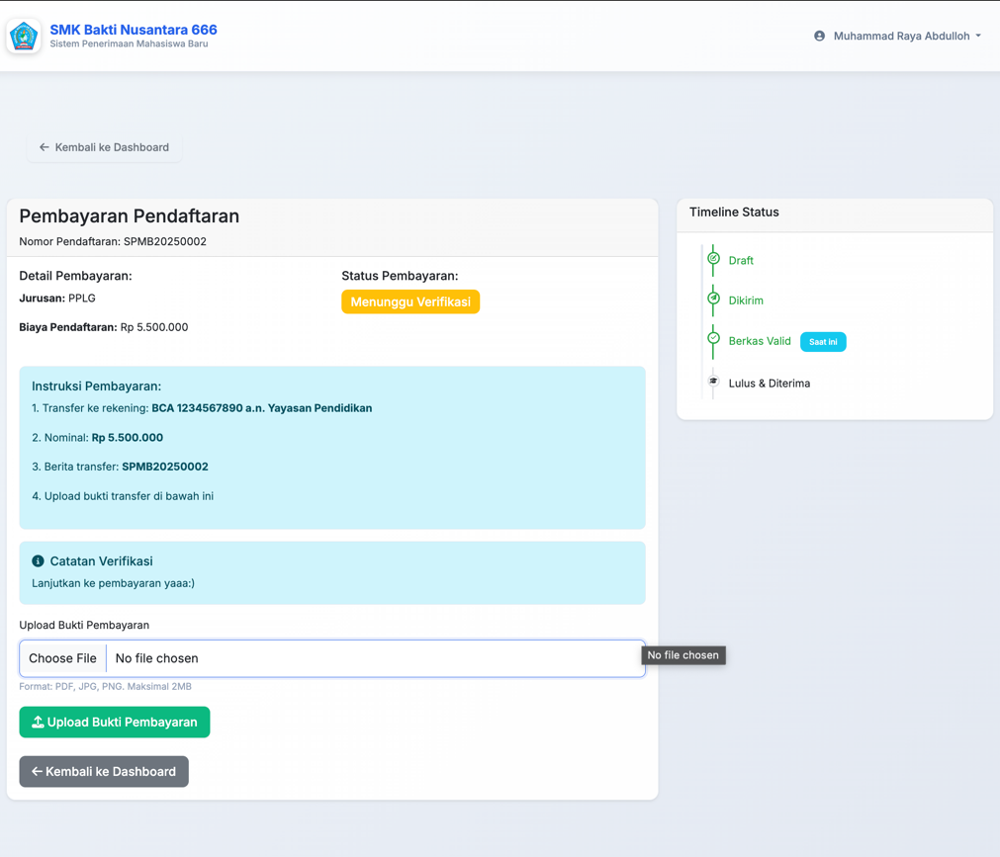 SMK Bakti Nusantara 666
Sistem Penerimaan Mahasiswa Baru
Muhammad Raya Abdulloh
Kembali ke Dashboard
Pembayaran Pendaftaran
Nomor Pendaftaran: SPMB20250002
Detail Pembayaran:
Jurusan: PPLG
Biaya Pendaftaran: Rp 5.500.000
Status Pembayaran:
Menunggu Verifikasi
Instruksi Pembayaran:
1. Transfer ke rekening: BCA 1234567890 a.n. Yayasan Pendidikan
2. Nominal: Rp 5.500.000
3. Berita transfer: SPMB20250002
4. Upload bukti transfer di bawah ini
Catatan Verifikasi
Lanjutkan ke pembayaran yaaa:)
Upload Bukti Pembayaran
Choose File No file chosen
No file chosen
Format: PDF, JPG, PNG. Maksimal 2MB
Upload Bukti Pembayaran
Kembali ke Dashboard
Timeline Status
Draft
Dikirim
Berkas Valid Saat ini
Lulus & Diterima